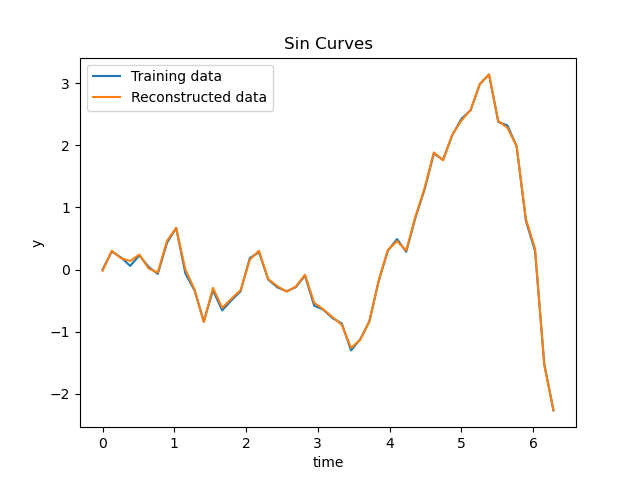 Sin Curves
Training data
Reconstructed data
3
2
1
0
−1
−2
y
0 1 2 3 4 5 6
time